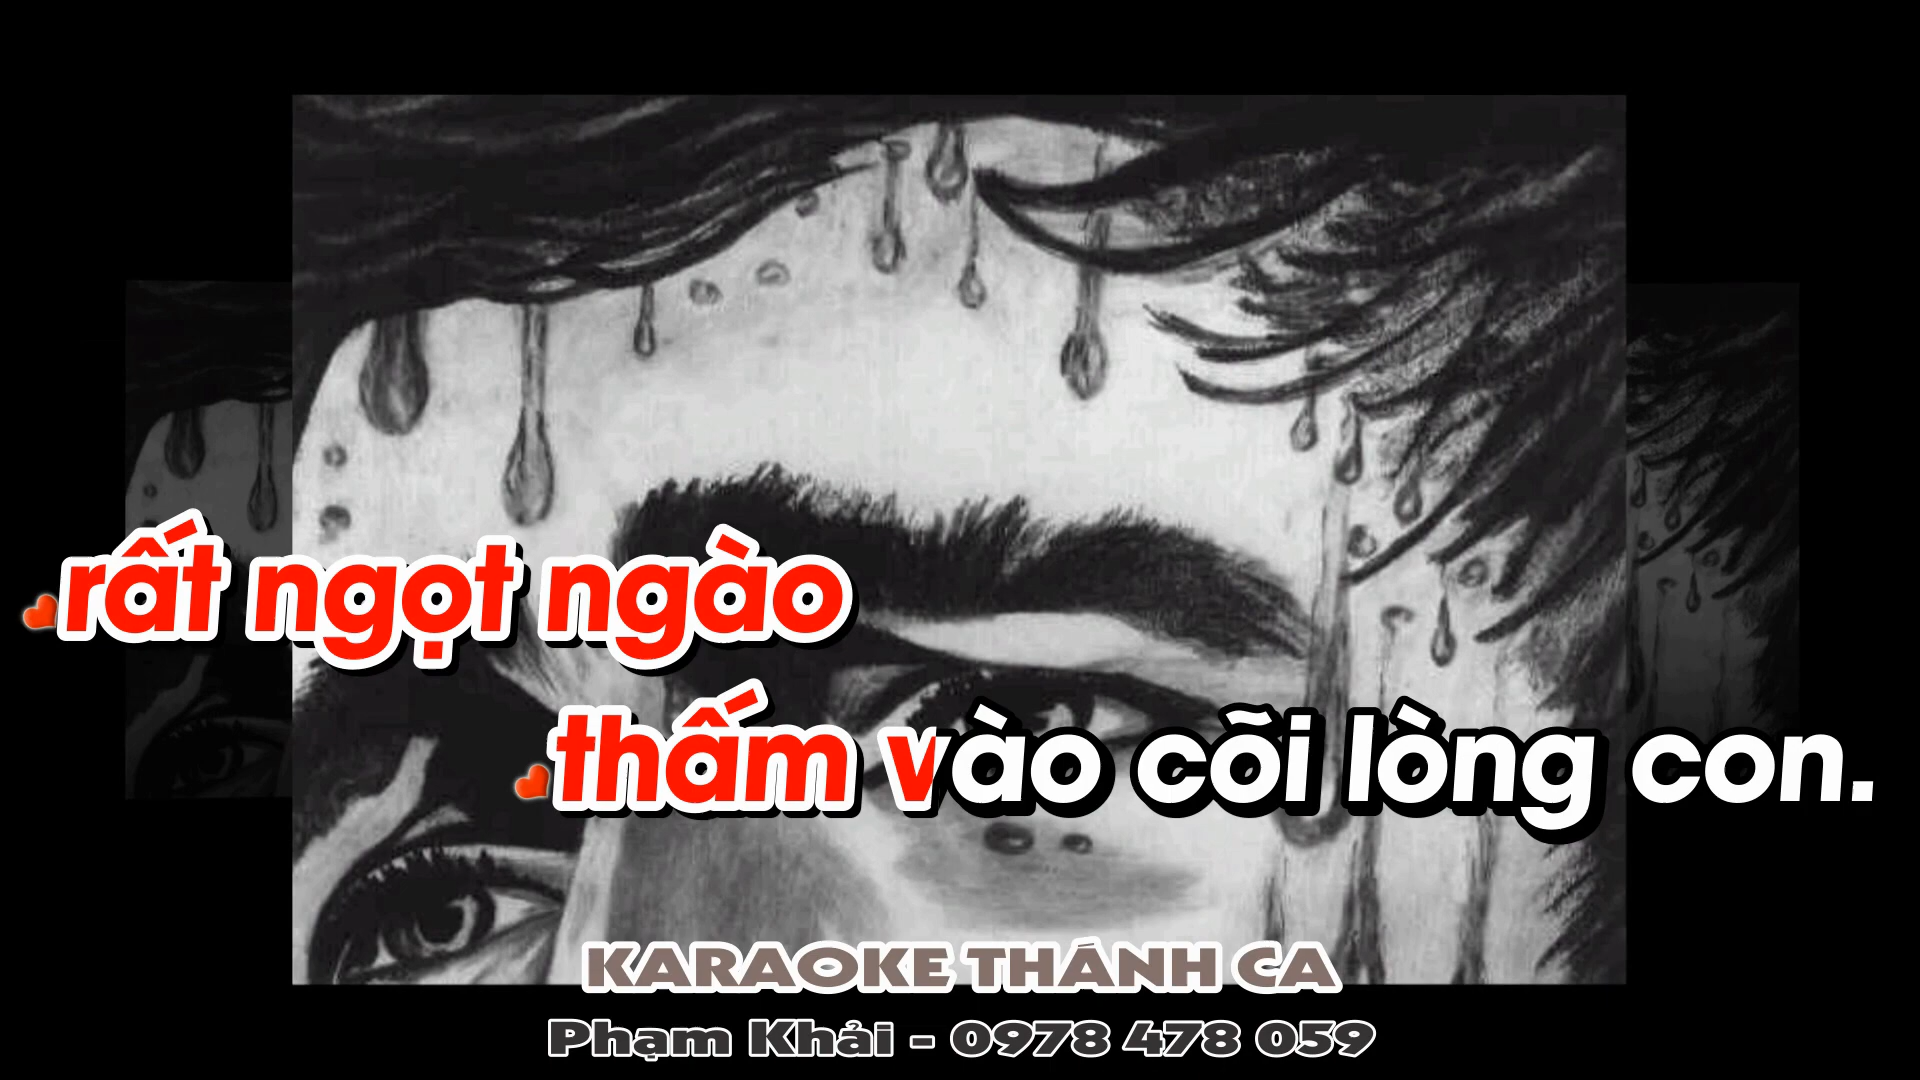 rất ngọt ngào
thấm vào cõi lòng con.
KARAOKE THÁNH CA
Phạm Khải - 0978 478 059